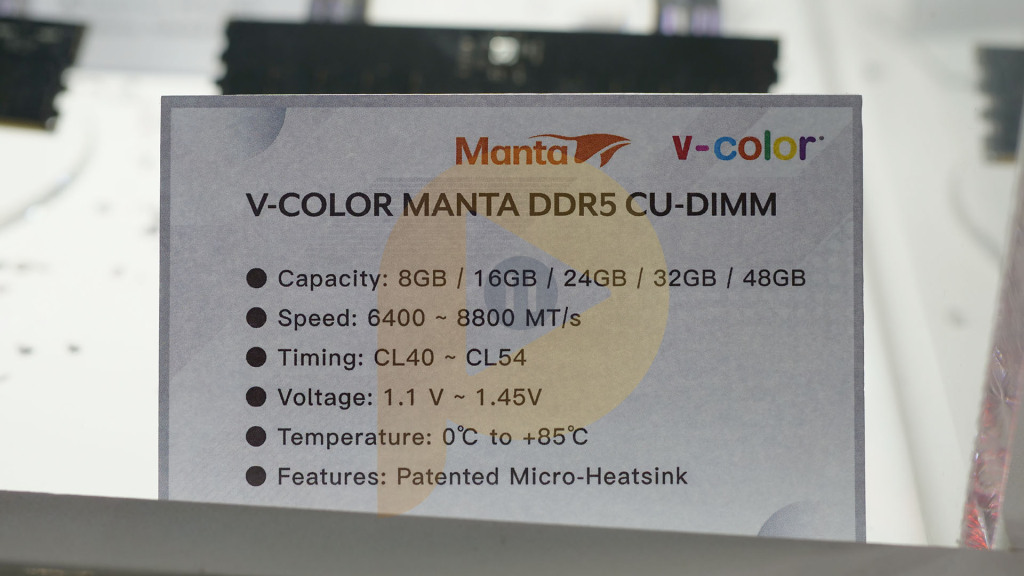 Manta v-color
V-COLOR MANTA DDR5 CU-DIMM
● Capacity: 8GB / 16GB / 24GB / 32GB / 48GB
● Speed: 6400 ~ 8800 MT/s
● Timing: CL40 ~ CL54
● Voltage: 1.1 V ~ 1.45V
● Temperature: 0℃ to +85℃
● Features: Patented Micro-Heatsink